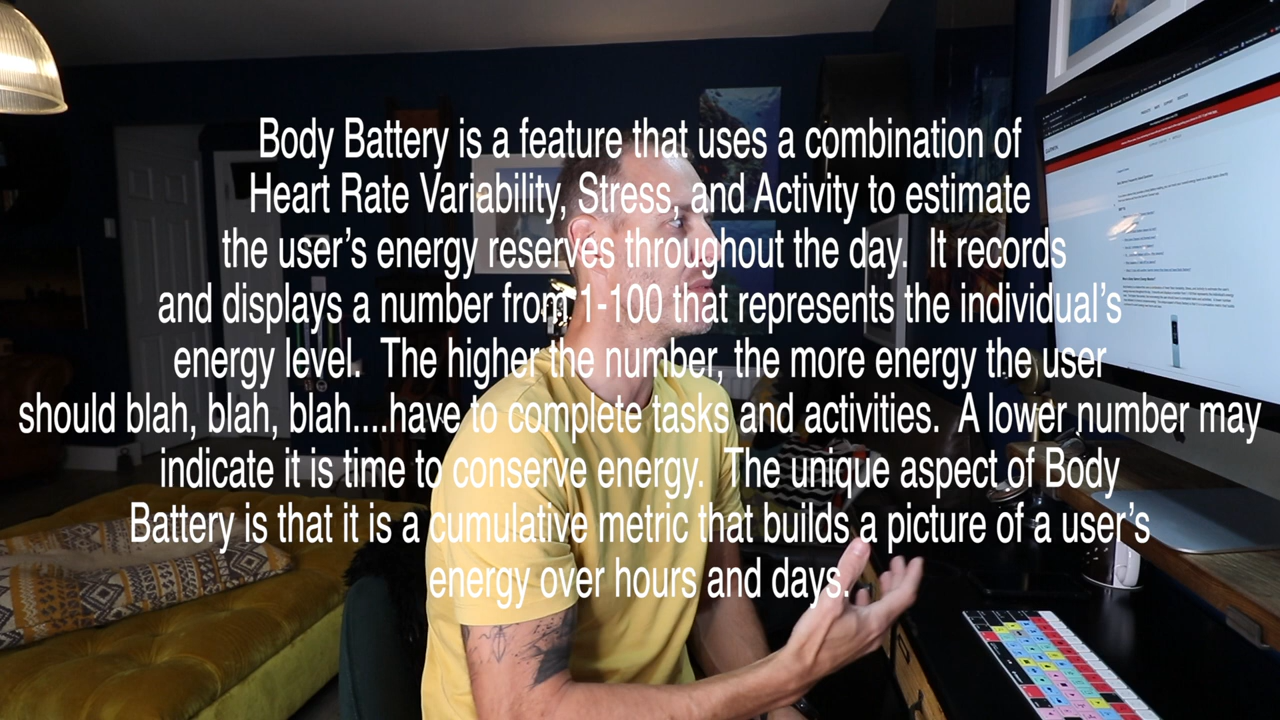 Body Battery is a feature that uses a combination of
Heart Rate Variability, Stress, and Activity to estimate
the user’s energy reserves throughout the day.  It records
and displays a number from 1-100 that represents the individual’s
energy level.  The higher the number, the more energy the user
should blah, blah, blah....have to complete tasks and activities.  A lower number may
indicate it is time to conserve energy.  The unique aspect of Body
Battery is that it is a cumulative metric that builds a picture of a user’s
energy over hours and days.